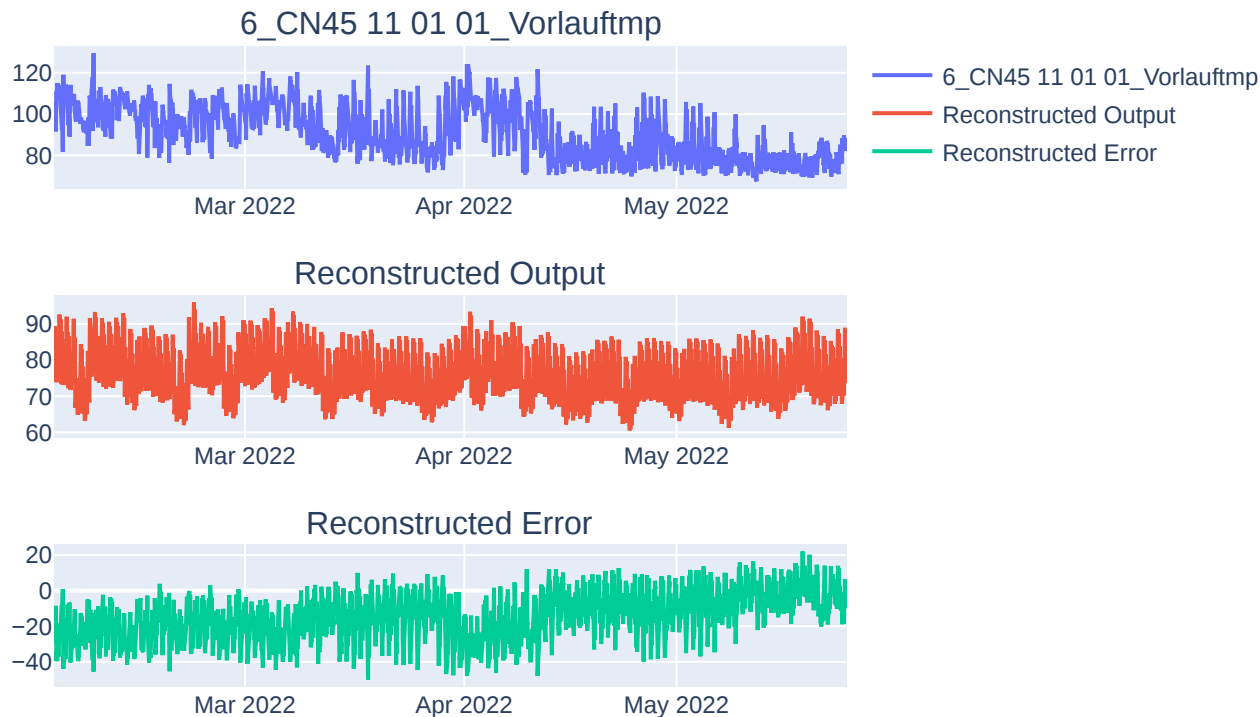 6_CN45 11 01 01_Vorlauftmp
120
100
80
Mar 2022
Apr 2022
May 2022
6_CN45 11 01 01_Vorlauftmp
Reconstructed Output
Reconstructed Error
Reconstructed Output
90
80
70
60
Mar 2022
Apr 2022
May 2022
Reconstructed Error
20
0
−20
−40
Mar 2022
Apr 2022
May 2022